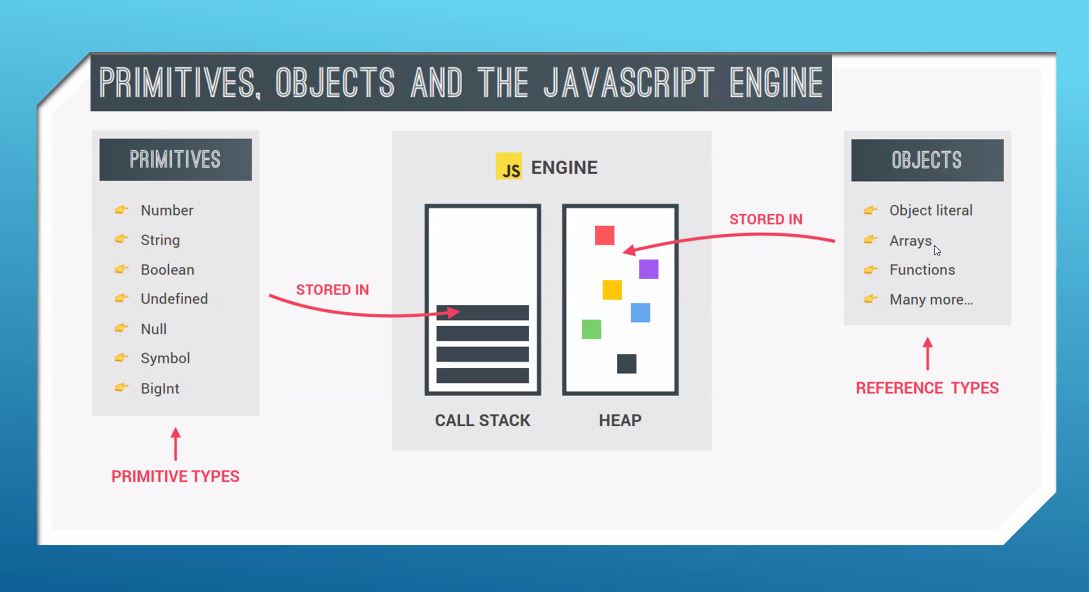 PRIMITIVES, OBJECTS AND THE JAVASCRIPT ENGINE
PRIMITIVES
Number
String
Boolean
Undefined
Null
Symbol
BigInt
PRIMITIVE TYPES
STORED IN
JS ENGINE
CALL STACK
HEAP
STORED IN
OBJECTS
Object literal
Arrays
Functions
Many more...
REFERENCE TYPES